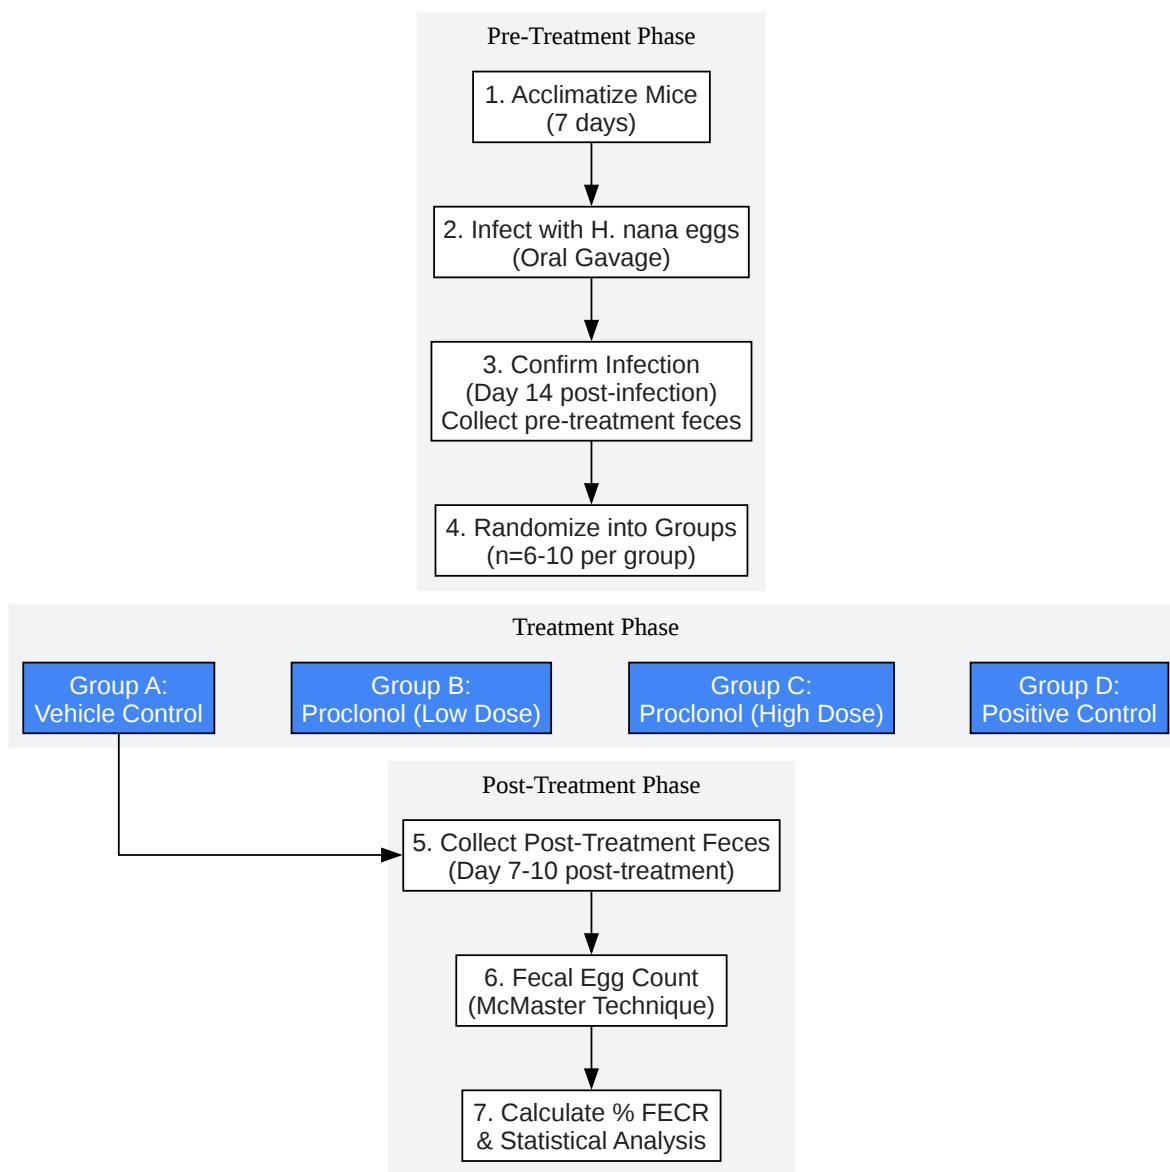 Pre-Treatment Phase
1. Acclimatize Mice
(7 days)
2. Infect with H. nana eggs
(Oral Gavage)
3. Confirm Infection
(Day 14 post-infection)
Collect pre-treatment feces
4. Randomize into Groups
(n=6-10 per group)
Treatment Phase
Group A:
Vehicle Control
Group B:
Proclonol (Low Dose)
Group C:
Proclonol (High Dose)
Group D:
Positive Control
Post-Treatment Phase
5. Collect Post-Treatment Feces
(Day 7-10 post-treatment)
6. Fecal Egg Count
(McMaster Technique)
7. Calculate % FECR
& Statistical Analysis